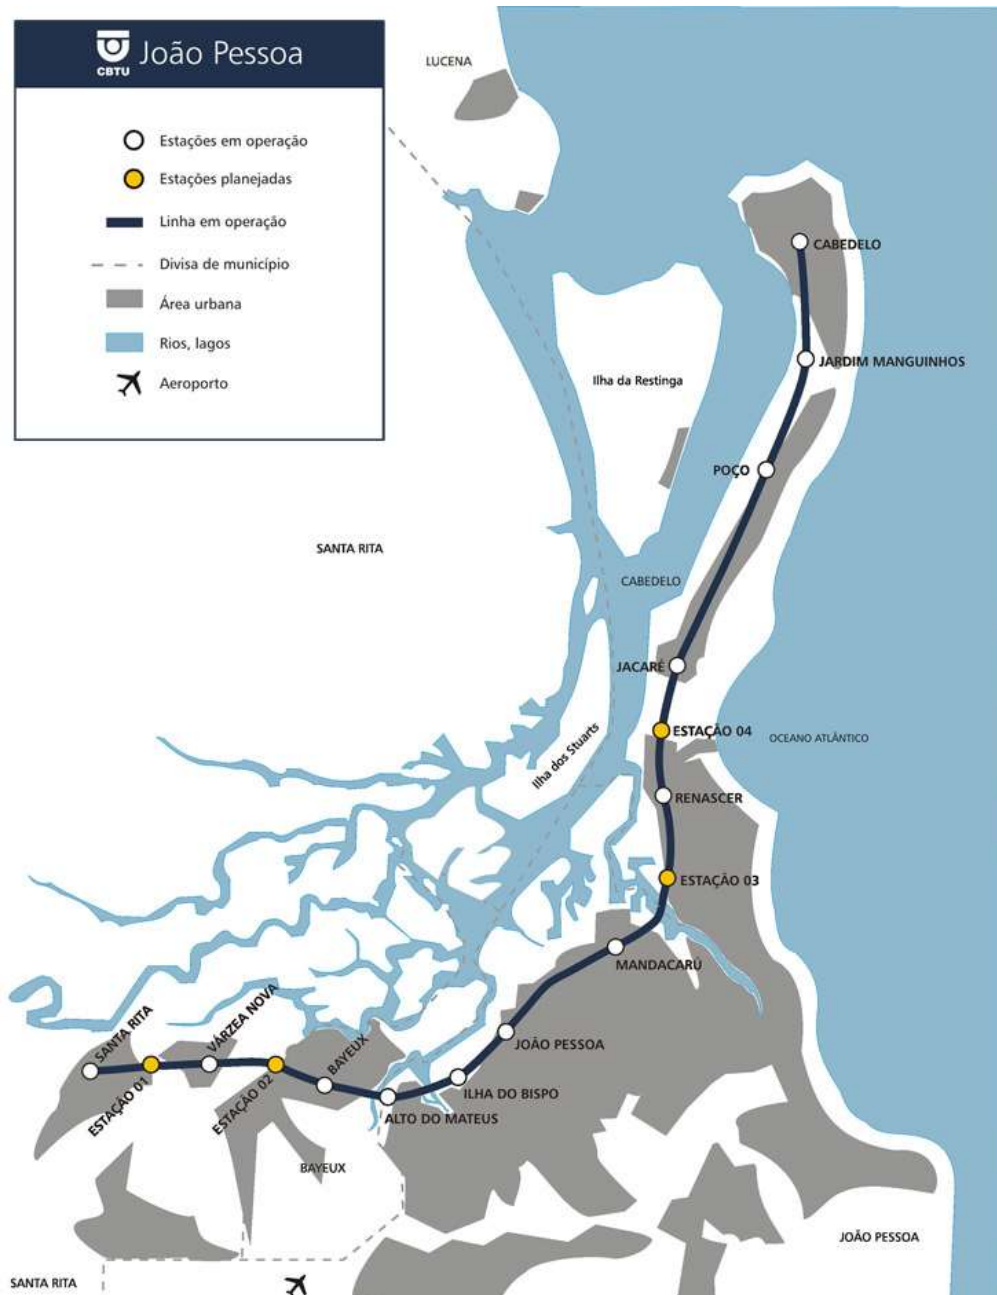 CBTU
João Pessoa
Estações em operação
Estações planejadas
Linha em operação
Divisa de município
Área urbana
Rios, lagos
Aeroporto
LUCENA
CABEDELO
JARDIM MANGUINHOS
Ilha da Restinga
POÇO
SANTA RITA
CABEDELO
JACARÉ
ESTAÇÃO 04
OCEANO ATLÂNTICO
Ilha dos Stuarts
RENASCER
ESTAÇÃO 03
MANDACARÚ
JOÃO PESSOA
SANTA RITA
VÁRZEA NOVA
BAYEUX
ILHA DO BISPO
ESTAÇÃO 01
ESTAÇÃO 02
ALTO DO MATEUS
BAYEUX
JOÃO PESSOA
SANTA RITA